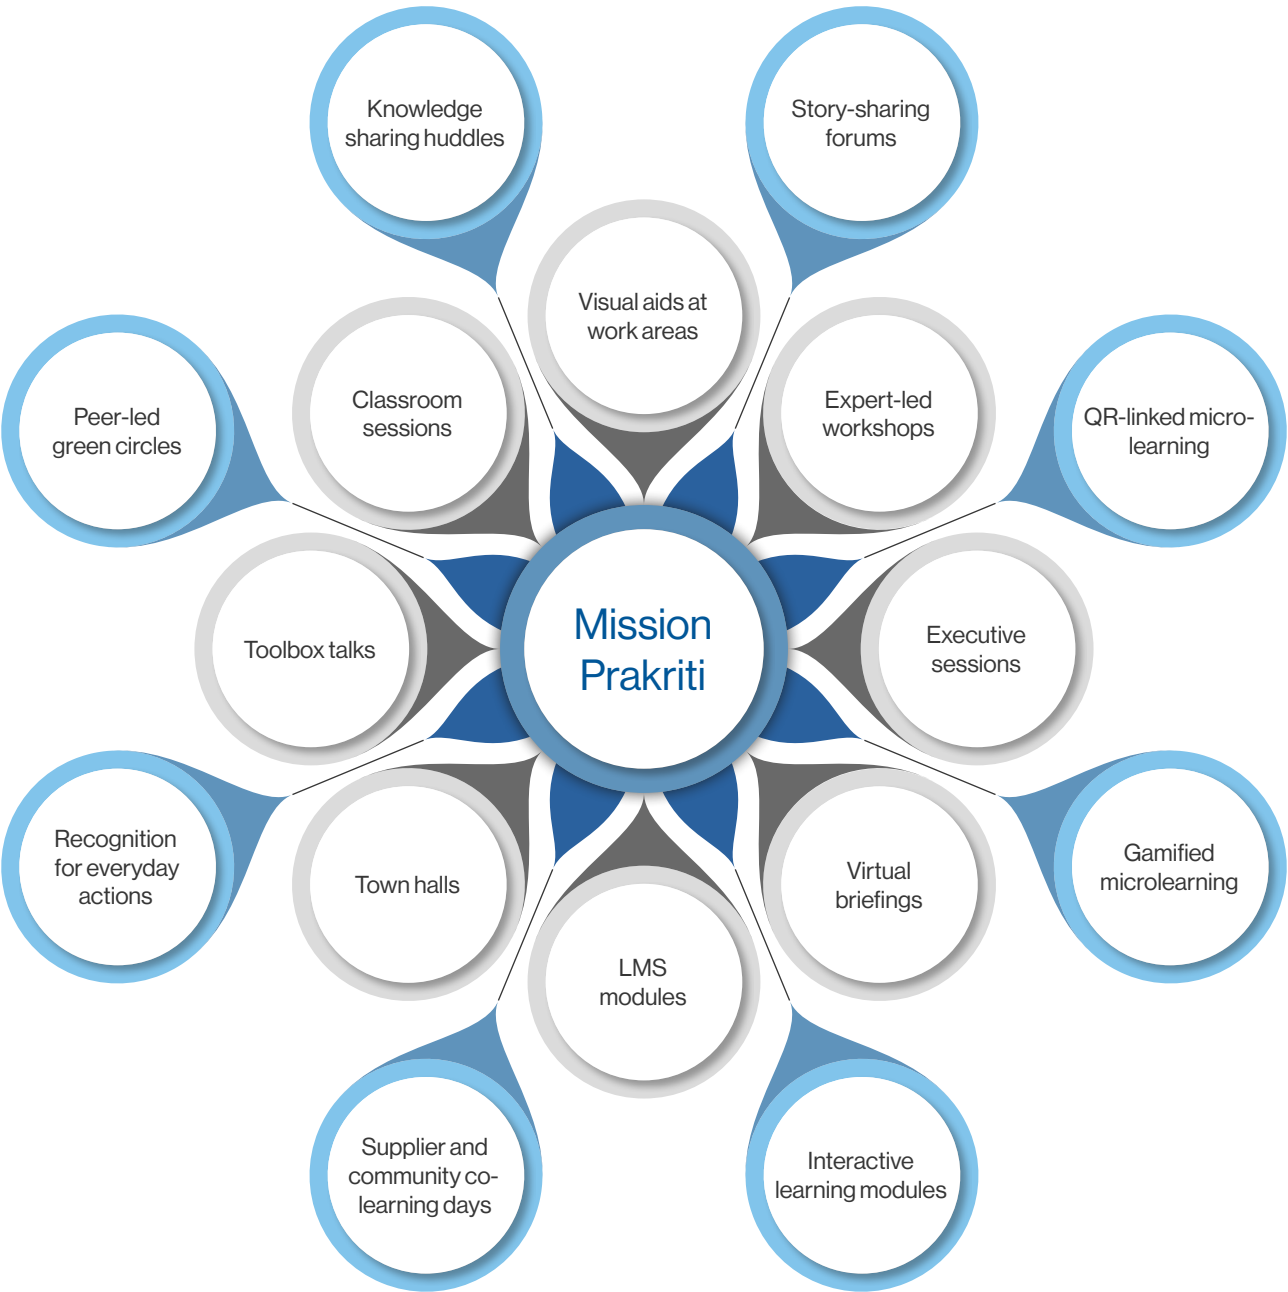 Knowledge
sharing huddles
Story-sharing
forums
Visual aids at
work areas
Classroom
sessions
Expert-led
workshops
Peer-led
green circles
QR-linked micro-
learning
Mission
Prakriti
Toolbox talks
Executive
sessions
Recognition
for everyday
actions
Town halls
Virtual
briefings
Gamified
microlearning
LMS
modules
Supplier and
community co-
learning days
Interactive
learning modules